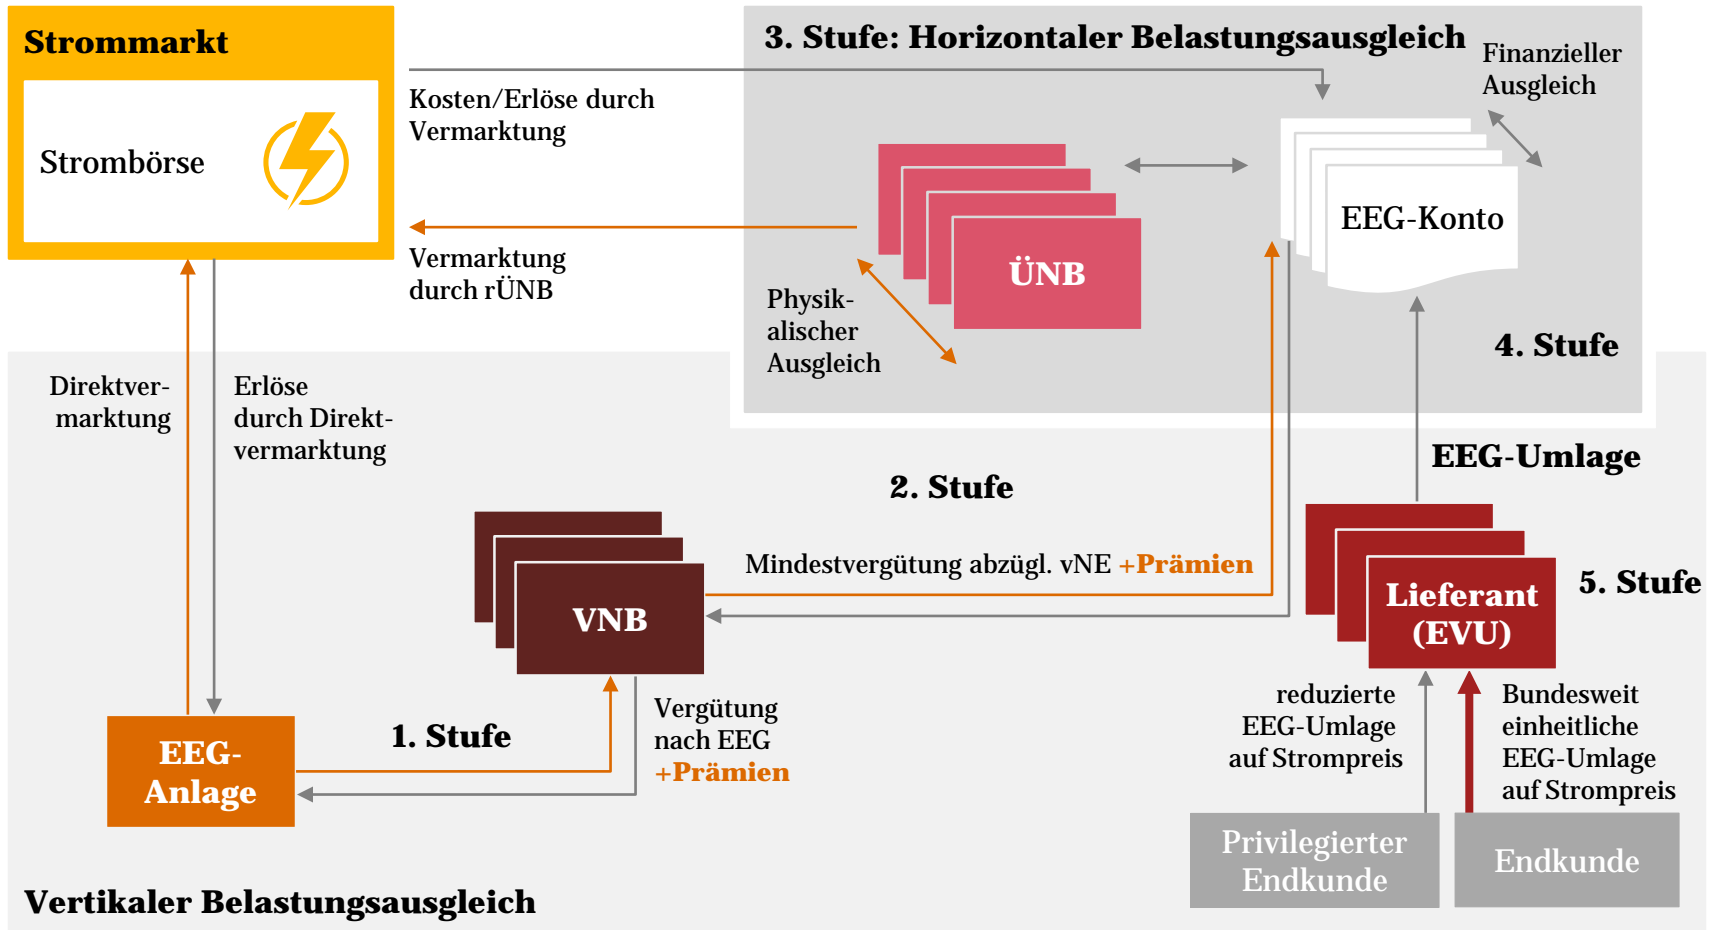 Strommarkt
Strombörse
Kosten/Erlöse durch
Vermarktung
Vermarktung
durch rÜNB
3. Stufe: Horizontaler Belastungsausgleich
Finanzieller
Ausgleich
EEG-Konto
ÜNB
Physik-
alischer
Ausgleich
4. Stufe
Direktver-
marktung
Erlöse
durch Direkt-
vermarktung
EEG-Umlage
2. Stufe
Mindestvergütung abzügl. vNE +Prämien
VNB
Lieferant
(EVU)
5. Stufe
1. Stufe
Vergütung
nach EEG
+Prämien
EEG-
Anlage
reduzierte
EEG-Umlage
auf Strompreis
Bundesweit
einheitliche
EEG-Umlage
auf Strompreis
Privilegierter
Endkunde
Endkunde
Vertikaler Belastungsausgleich